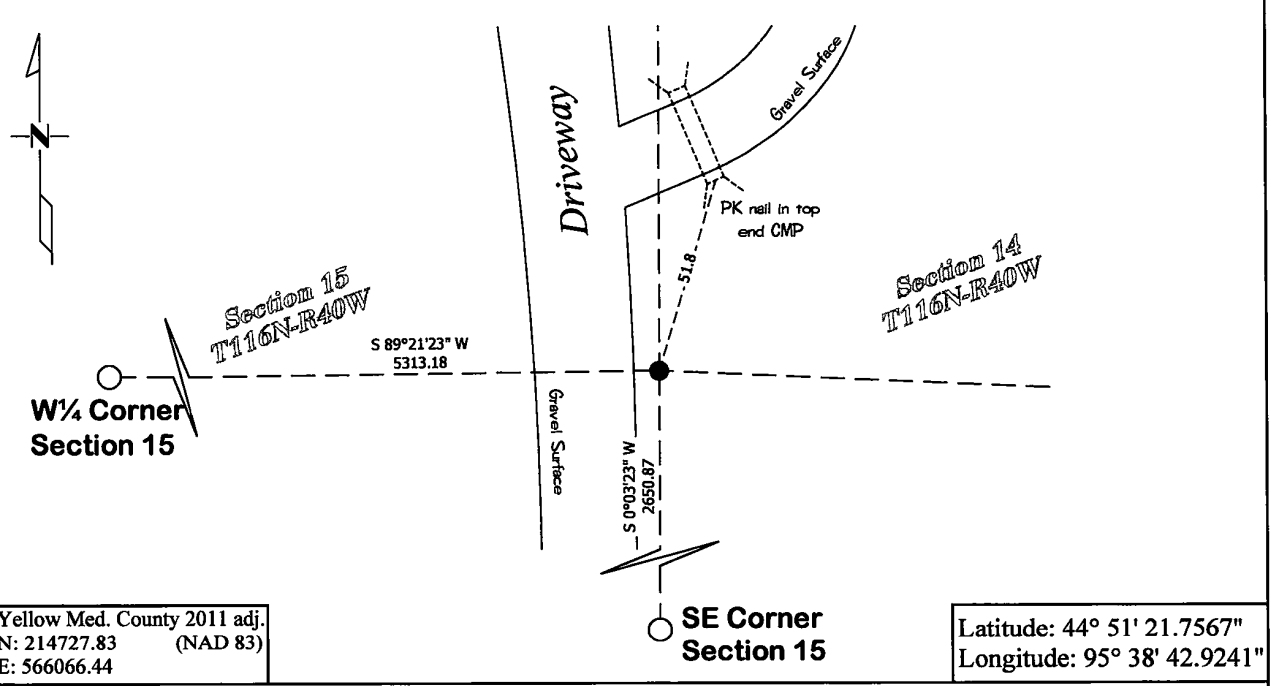 N
Driveway
Gravel Surface
PK nail in top
end CMP
51.8
Section 15
T116N-R40W
Section 14
T116N-R40W
S 89°21'23" W
5313.18
W¼ Corner
Section 15
Gravel Surface
S 0°03'23" W
2650.87
SE Corner
Section 15
Yellow Med. County 2011 adj.
N: 214727.83 (NAD 83)
E: 566066.44
Latitude: 44° 51' 21.7567"
Longitude: 95° 38' 42.9241"